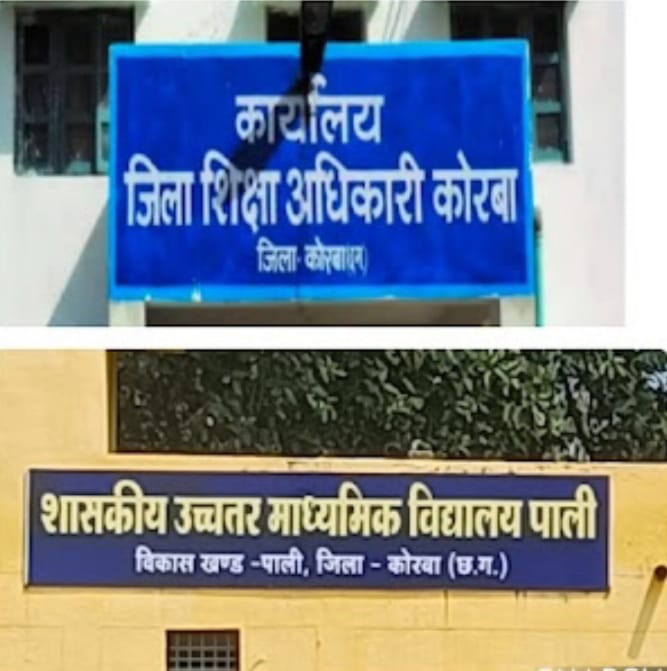 कार्यालय
जिला शिक्षा अधिकारी कोरबा
जिला- कोरबा
शासकीय उच्चतर माध्यमिक विद्यालय पाली
विकास खण्ड -पाली, जिला - कोरबा (छ.ग.)